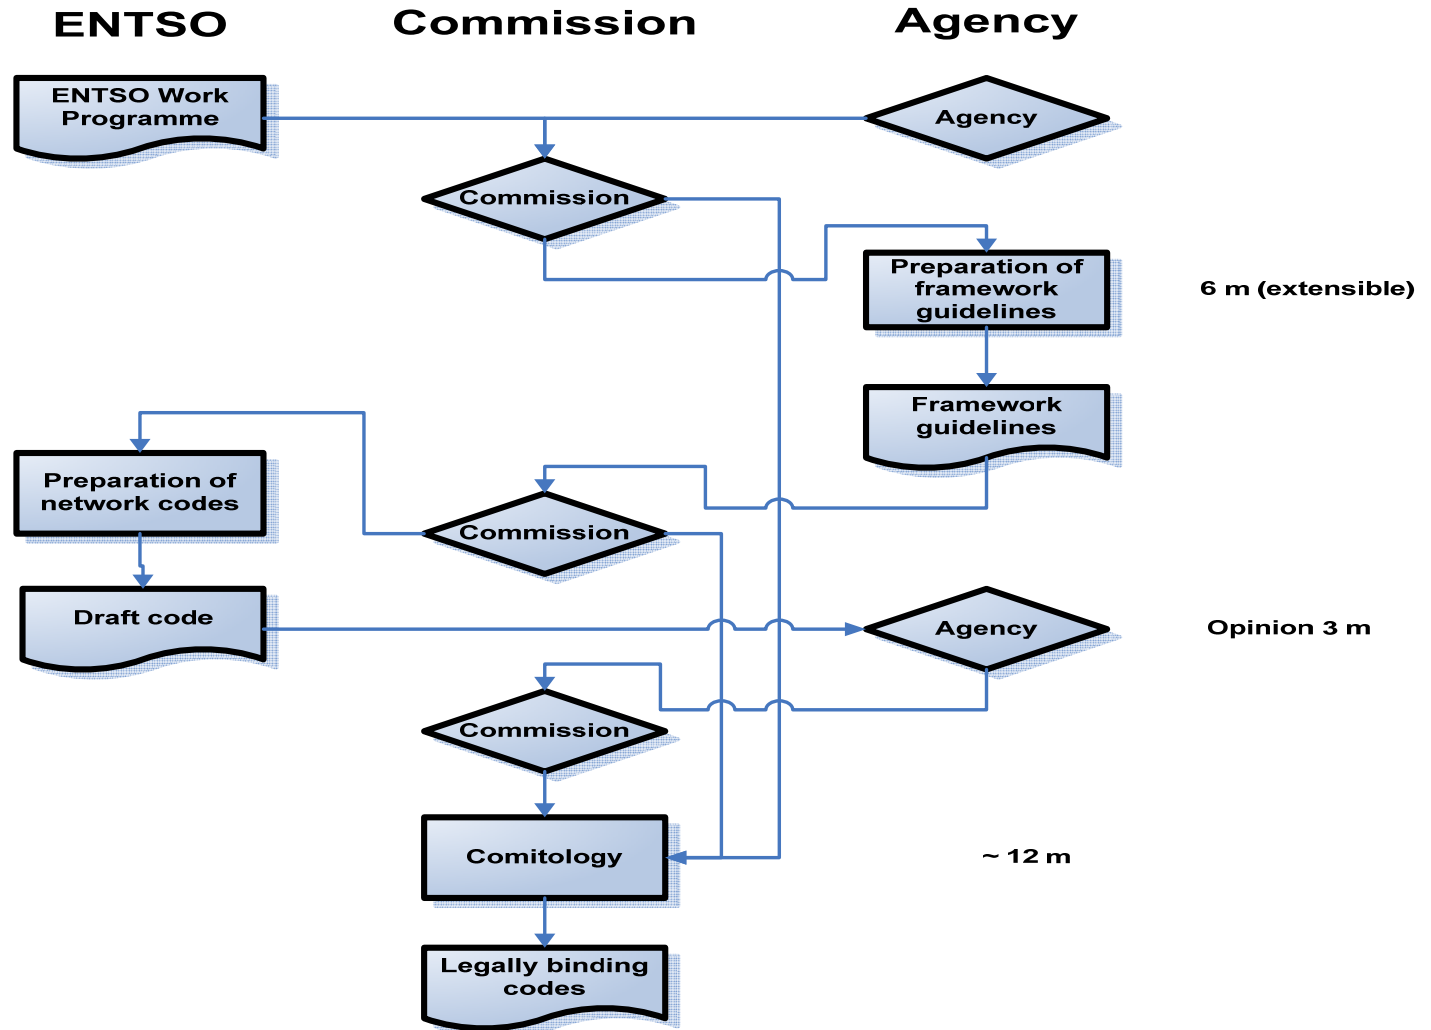 ENTSO
Commission
Agency
ENTSO Work
Programme
Agency
Commission
Preparation of
framework
guidelines
6 m (extensible)
Framework
guidelines
Preparation of
network codes
Commission
Draft code
Agency
Opinion 3 m
Commission
Comitology
~ 12 m
Legally binding
codes